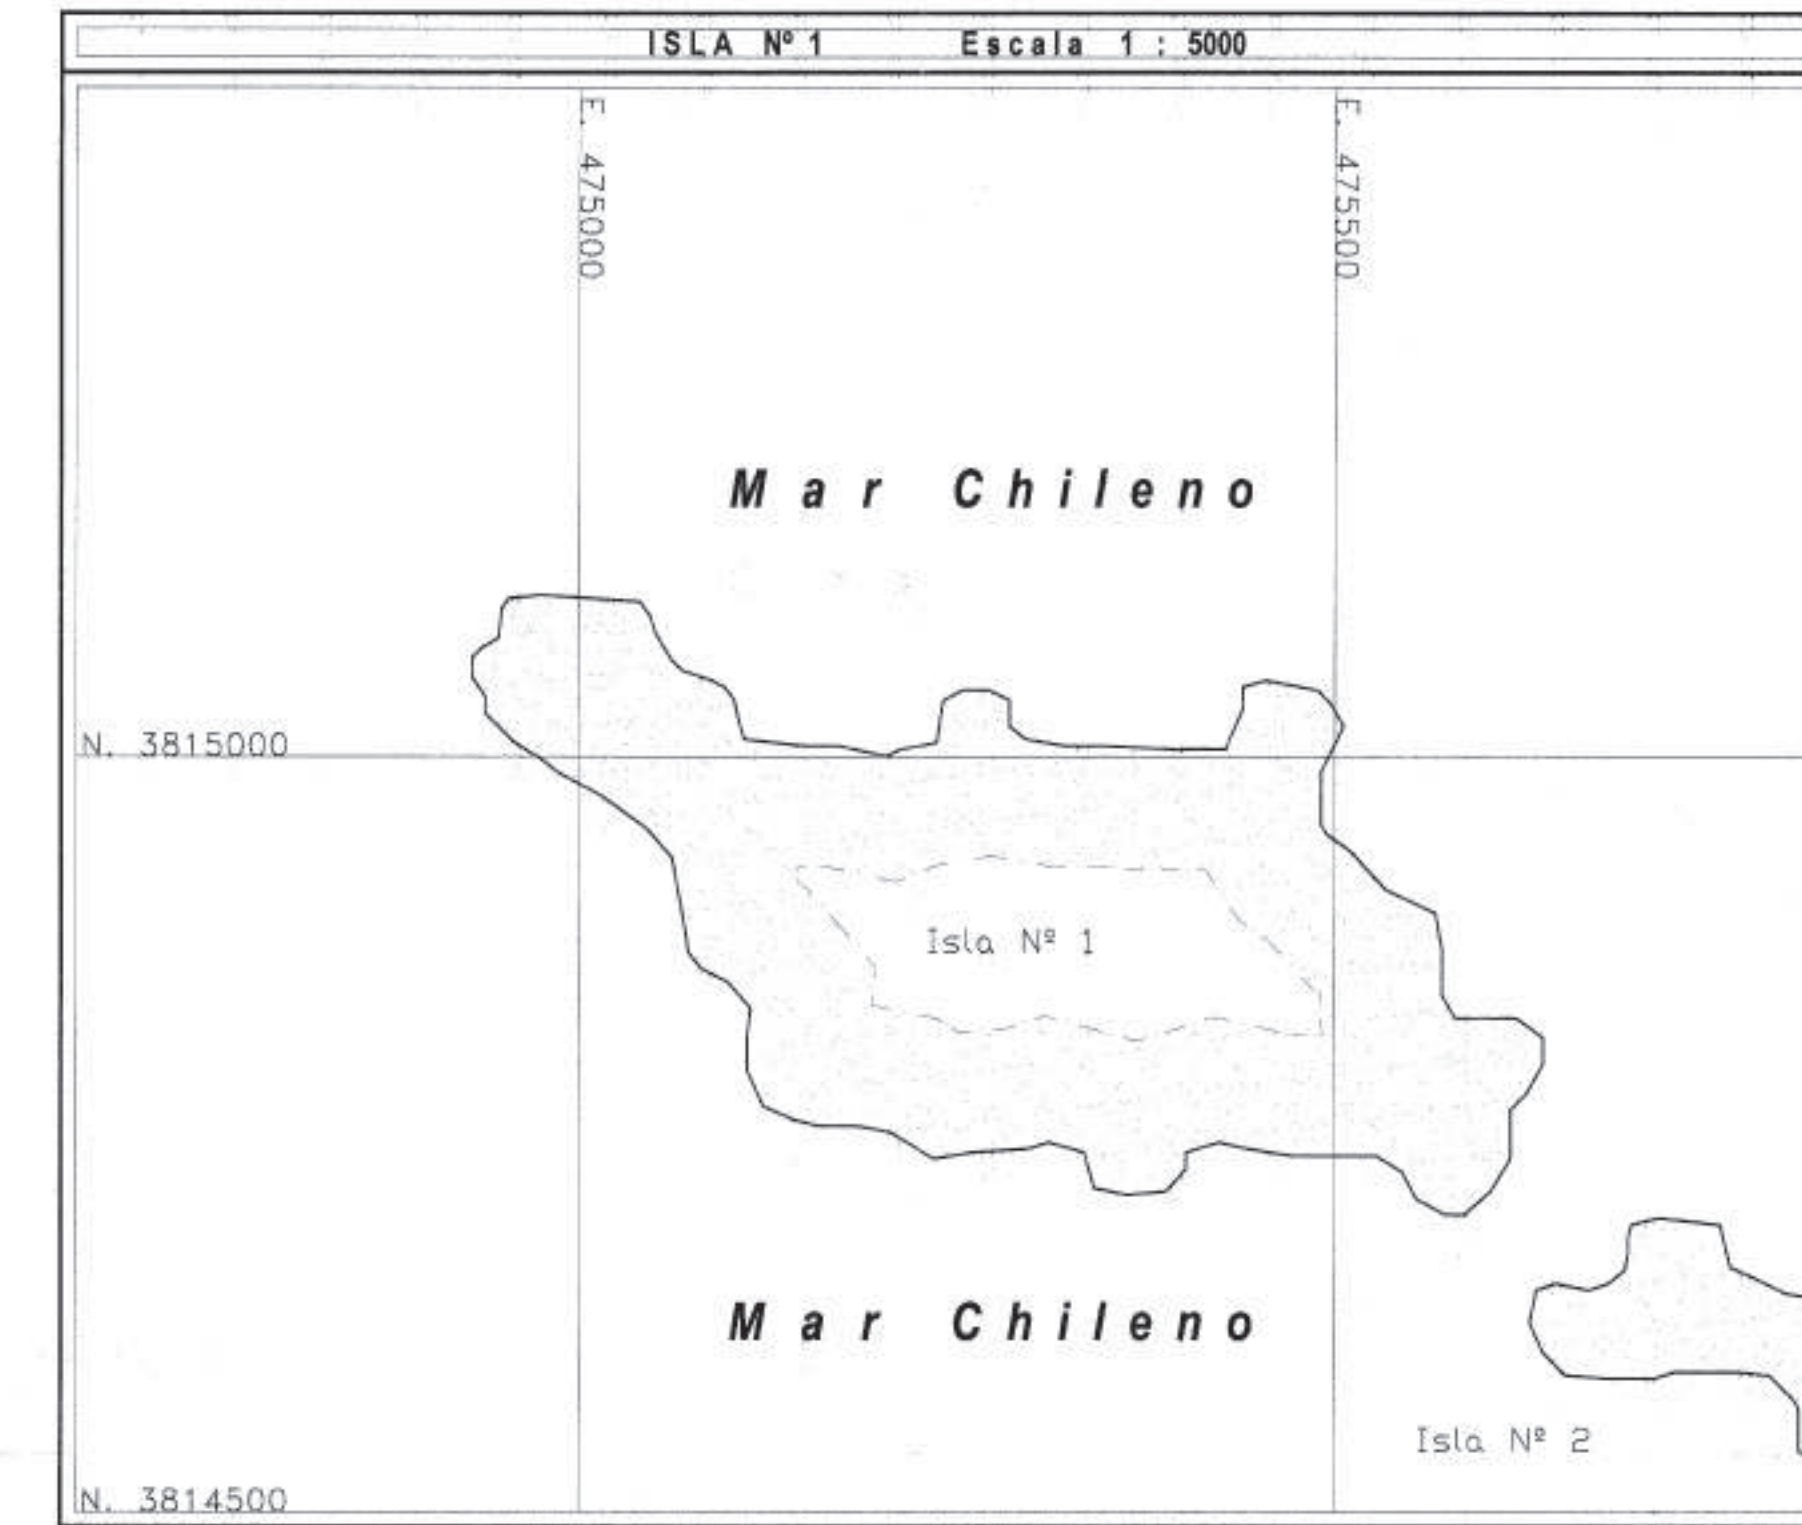 ISLA Nº 1 Escala 1 : 5000
E. 475000
E. 475500
Mar Chileno
N. 3815000
Isla Nº 1
Mar Chileno
Isla Nº 2
N. 3814500